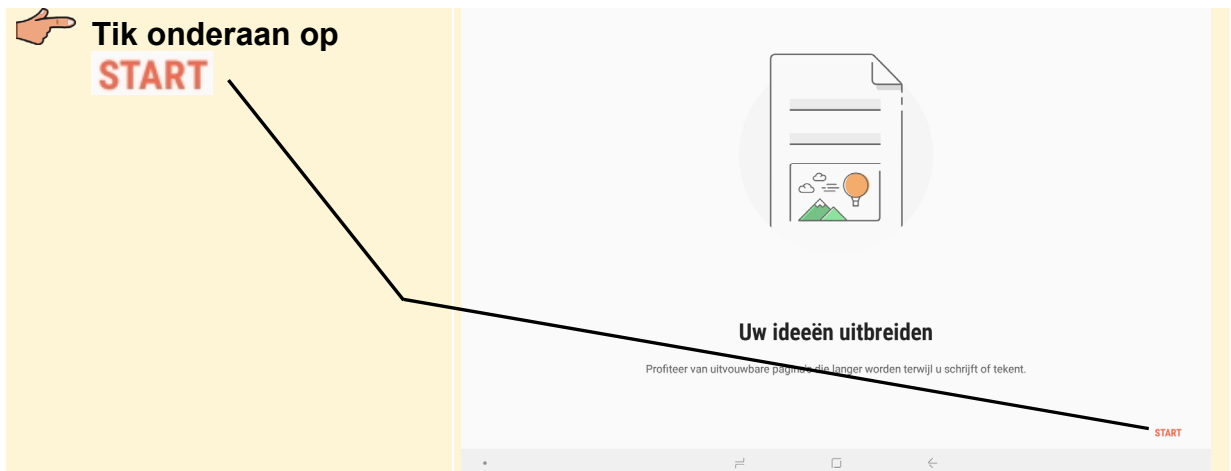 Tik onderaan op
START
Uw ideeën uitbreiden
Profiteer van uitvouwbare pagina's die langer worden terwijl u schrijft of tekent.
START